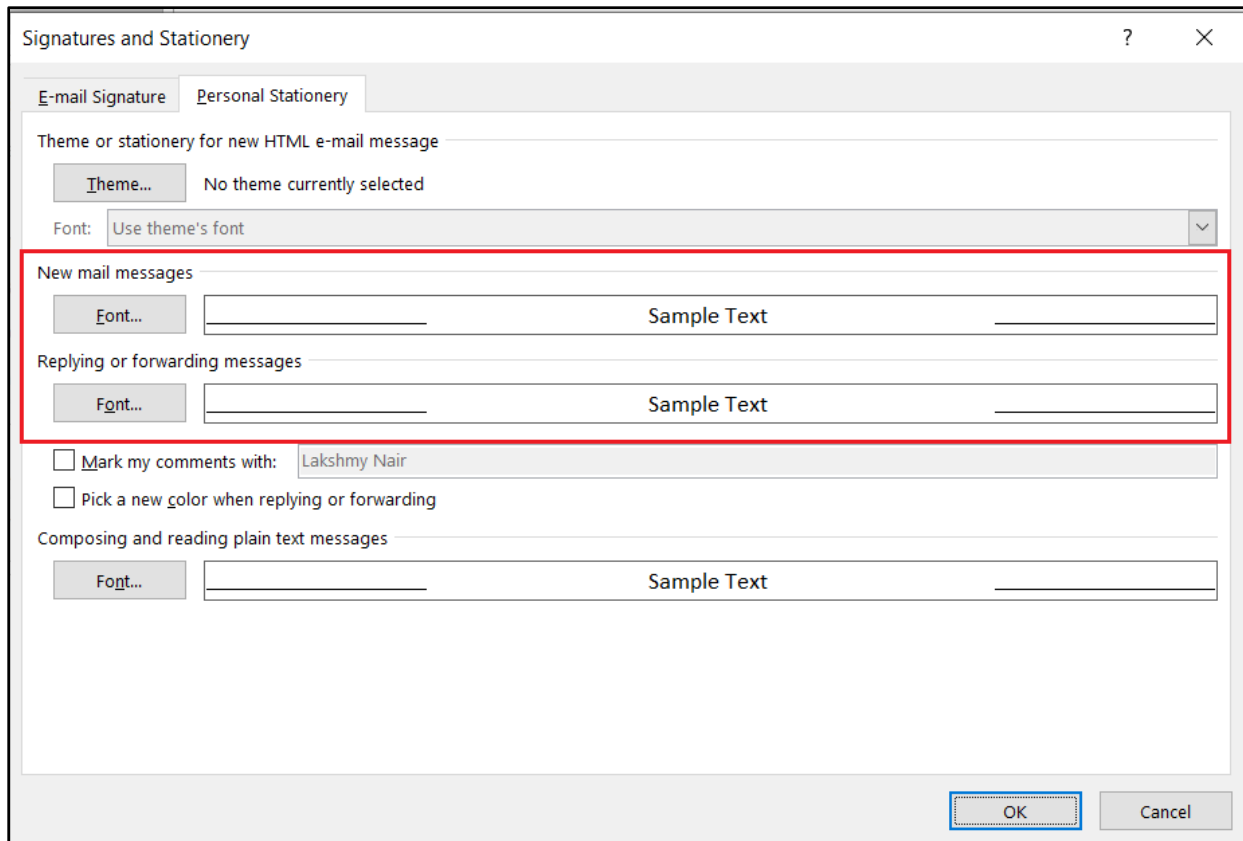 Signatures and Stationery ?
E-mail Signature Personal Stationery
Theme or stationery for new HTML e-mail message
Theme... No theme currently selected
Font: Use theme's font
New mail messages
Font... Sample Text
Replying or forwarding messages
Font... Sample Text
Mark my comments with: Lakshmy Nair
Pick a new color when replying or forwarding
Composing and reading plain text messages
Font... Sample Text
OK Cancel